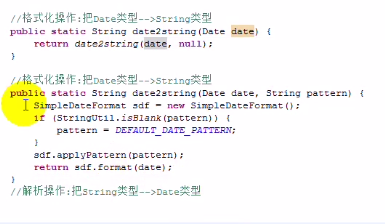 //格式化操作:把Date类型-->String类型
public static String date2string(Date date) {
return date2string(date, null);
}
//格式化操作:把Date类型-->String类型
public static String date2string(Date date, String pattern) {
SimpleDateFormat sdf = new SimpleDateFormat();
if (StringUtil.isBlank(pattern)) {
pattern = DEFAULT_DATE_PATTERN;
}
sdf.applyPattern(pattern);
return sdf.format(date);
}
//解析操作:把String类型-->Date类型